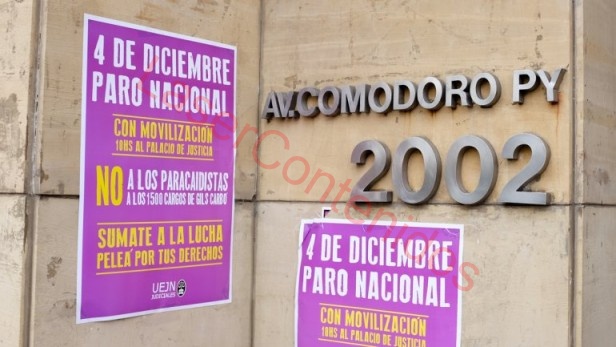 4 DE DICIEMBRE
PARO NACIONAL
CON MOVILIZACIÓN
10HS AL PALACIO DE JUSTICIA
NO A LOS PARACAIDISTAS
A LOS 1500 CARGOS DE GILS CARBÓ
SUMATE A LA LUCHA
PELEÁ POR TUS DERECHOS
UEJN
JUDICIALES
AV. COMODORO PY
2002
4 DE DICIEMBRE
PARO NACIONAL
CON MOVILIZACIÓN
10HS AL PALACIO DE JUSTICIA